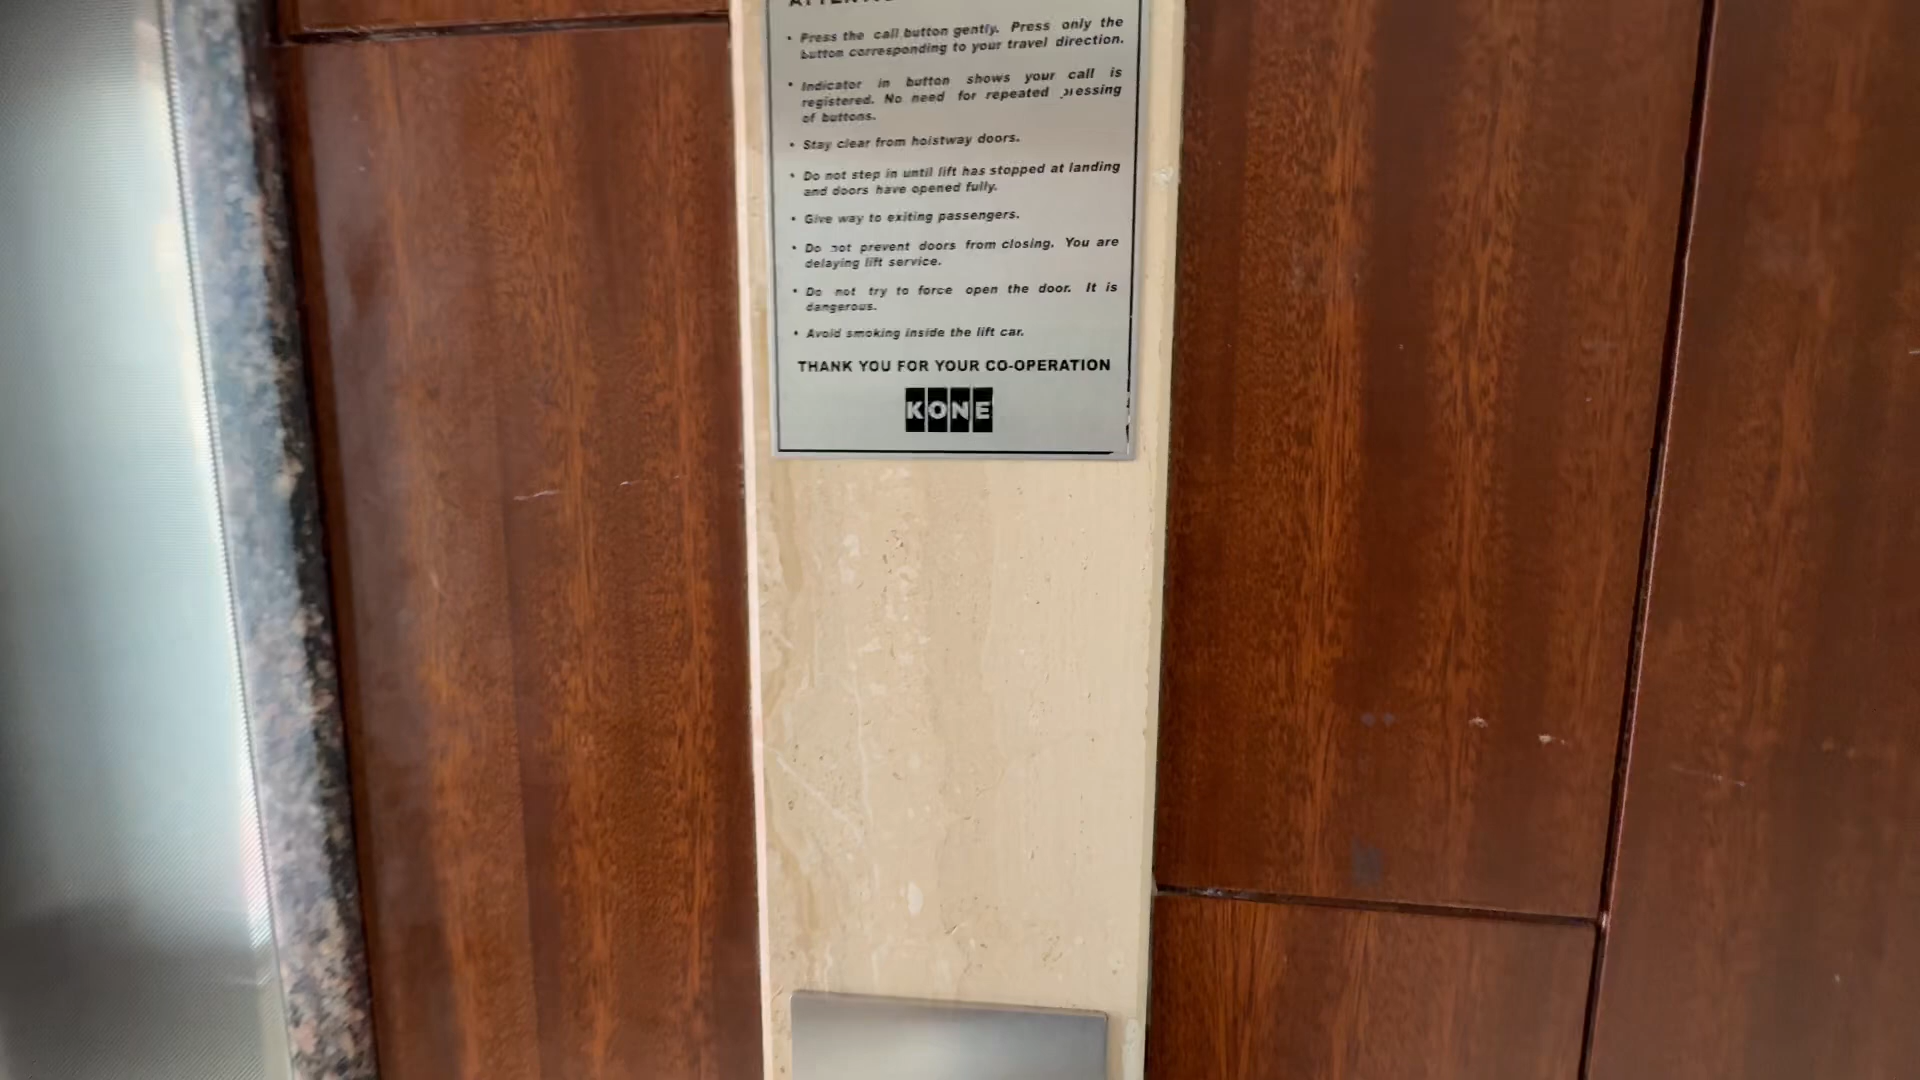 • Press the call button gently. Press only the
button corresponding to your travel direction.
• Indicator in button shows your call is
registered. No need for repeated pressing
of buttons.
• Stay clear from hoistway doors.
• Do not step in until lift has stopped at landing
and doors have opened fully.
• Give way to exiting passengers.
• Do not prevent doors from closing. You are
delaying lift service.
• Do not try to force open the door. It is
dangerous.
• Avoid smoking inside the lift car.
THANK YOU FOR YOUR CO-OPERATION
KONE